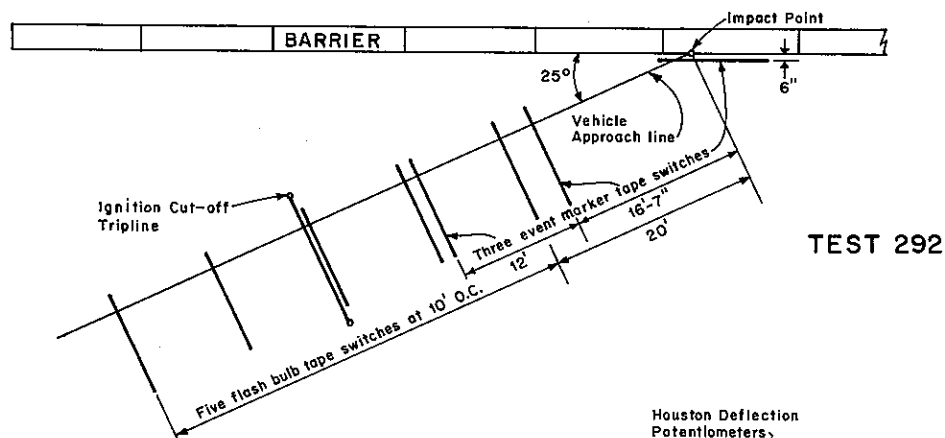 Impact Point
BARRIER
25°
6"
Vehicle
Approach line
Ignition Cut-off
Tripline
Three event marker tape switches
16'-7"
12'
20'
TEST 292
Five flash bulb tape switches at 10' O.C.
Houston Deflection
Potentiometers